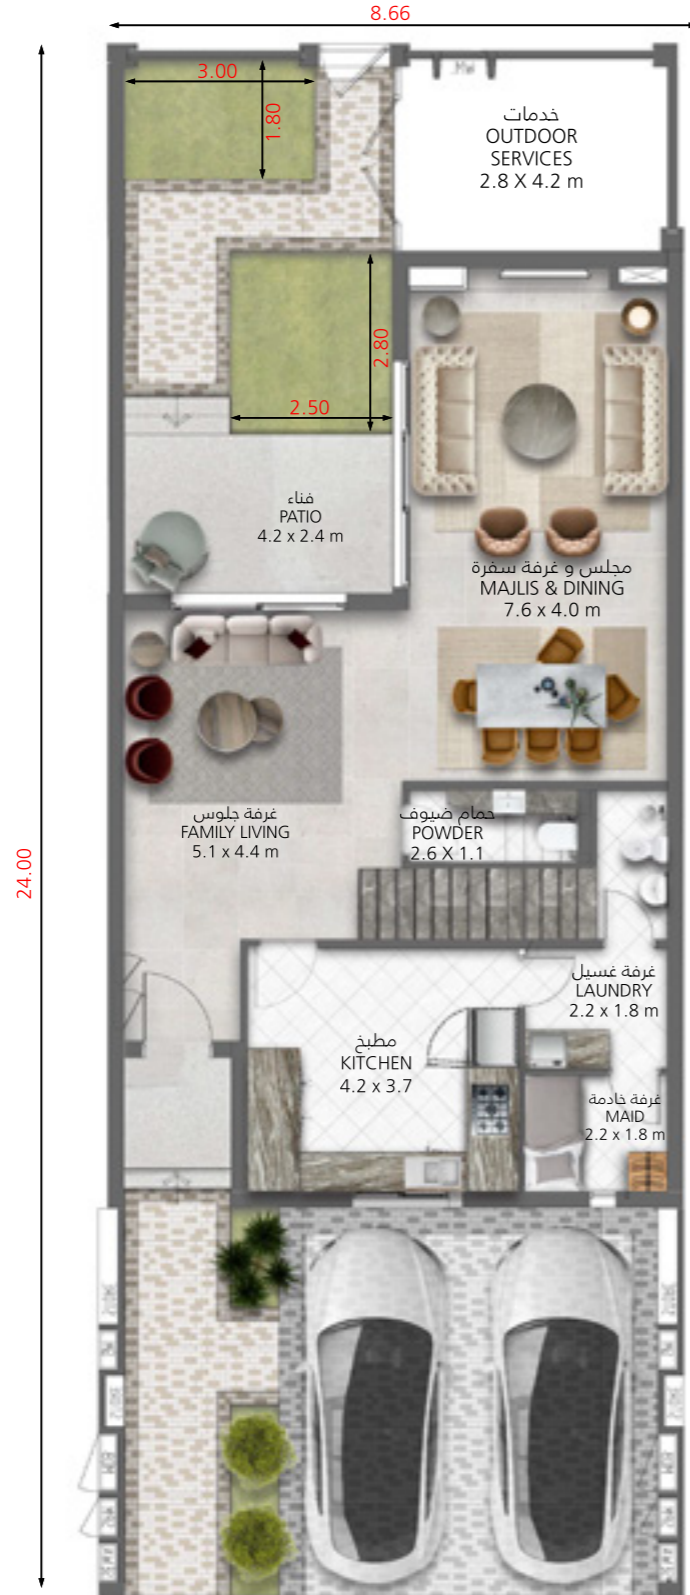 8.66
3.00
1.80
خدمات
OUTDOOR
SERVICES
2.8 X 4.2 m
2.80
2.50
فناء
PATIO
4.2 x 2.4 m
مجلس و غرفة سفرة
MAJLIS & DINING
7.6 x 4.0 m
غرفة جلوس
FAMILY LIVING
5.1 x 4.4 m
حمام ضيوف
POWDER
2.6 X 1.1
24.00
غرفة غسيل
LAUNDRY
2.2 x 1.8 m
مطبخ
KITCHEN
4.2 x 3.7
غرفة خادمة
MAID
2.2 x 1.8 m